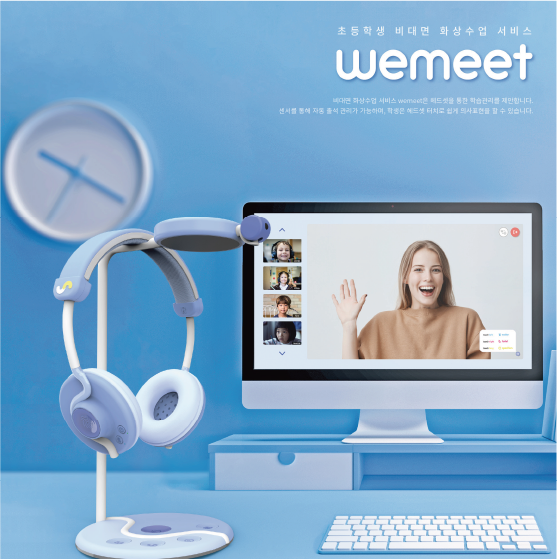 초등학생 비대면 화상수업 서비스
wemeet
비대면 화상수업 서비스 wemeet은 헤드셋을 통한 학습관리를 제안합니다.
센서를 통해 자동 출석 관리가 가능하며, 학생은 헤드셋 터치로 쉽게 의사표현을 할 수 있습니다.